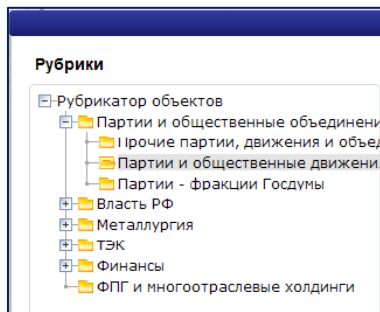 Рубрики
Рубрикатор объектов
Партии и общественные объединени
Прочие партии, движения и объед
Партии и общественные движени
Партии - фракции Госдумы
Власть РФ
Металлургия
ТЭК
Финансы
ФПГ и многоотраслевые холдинги